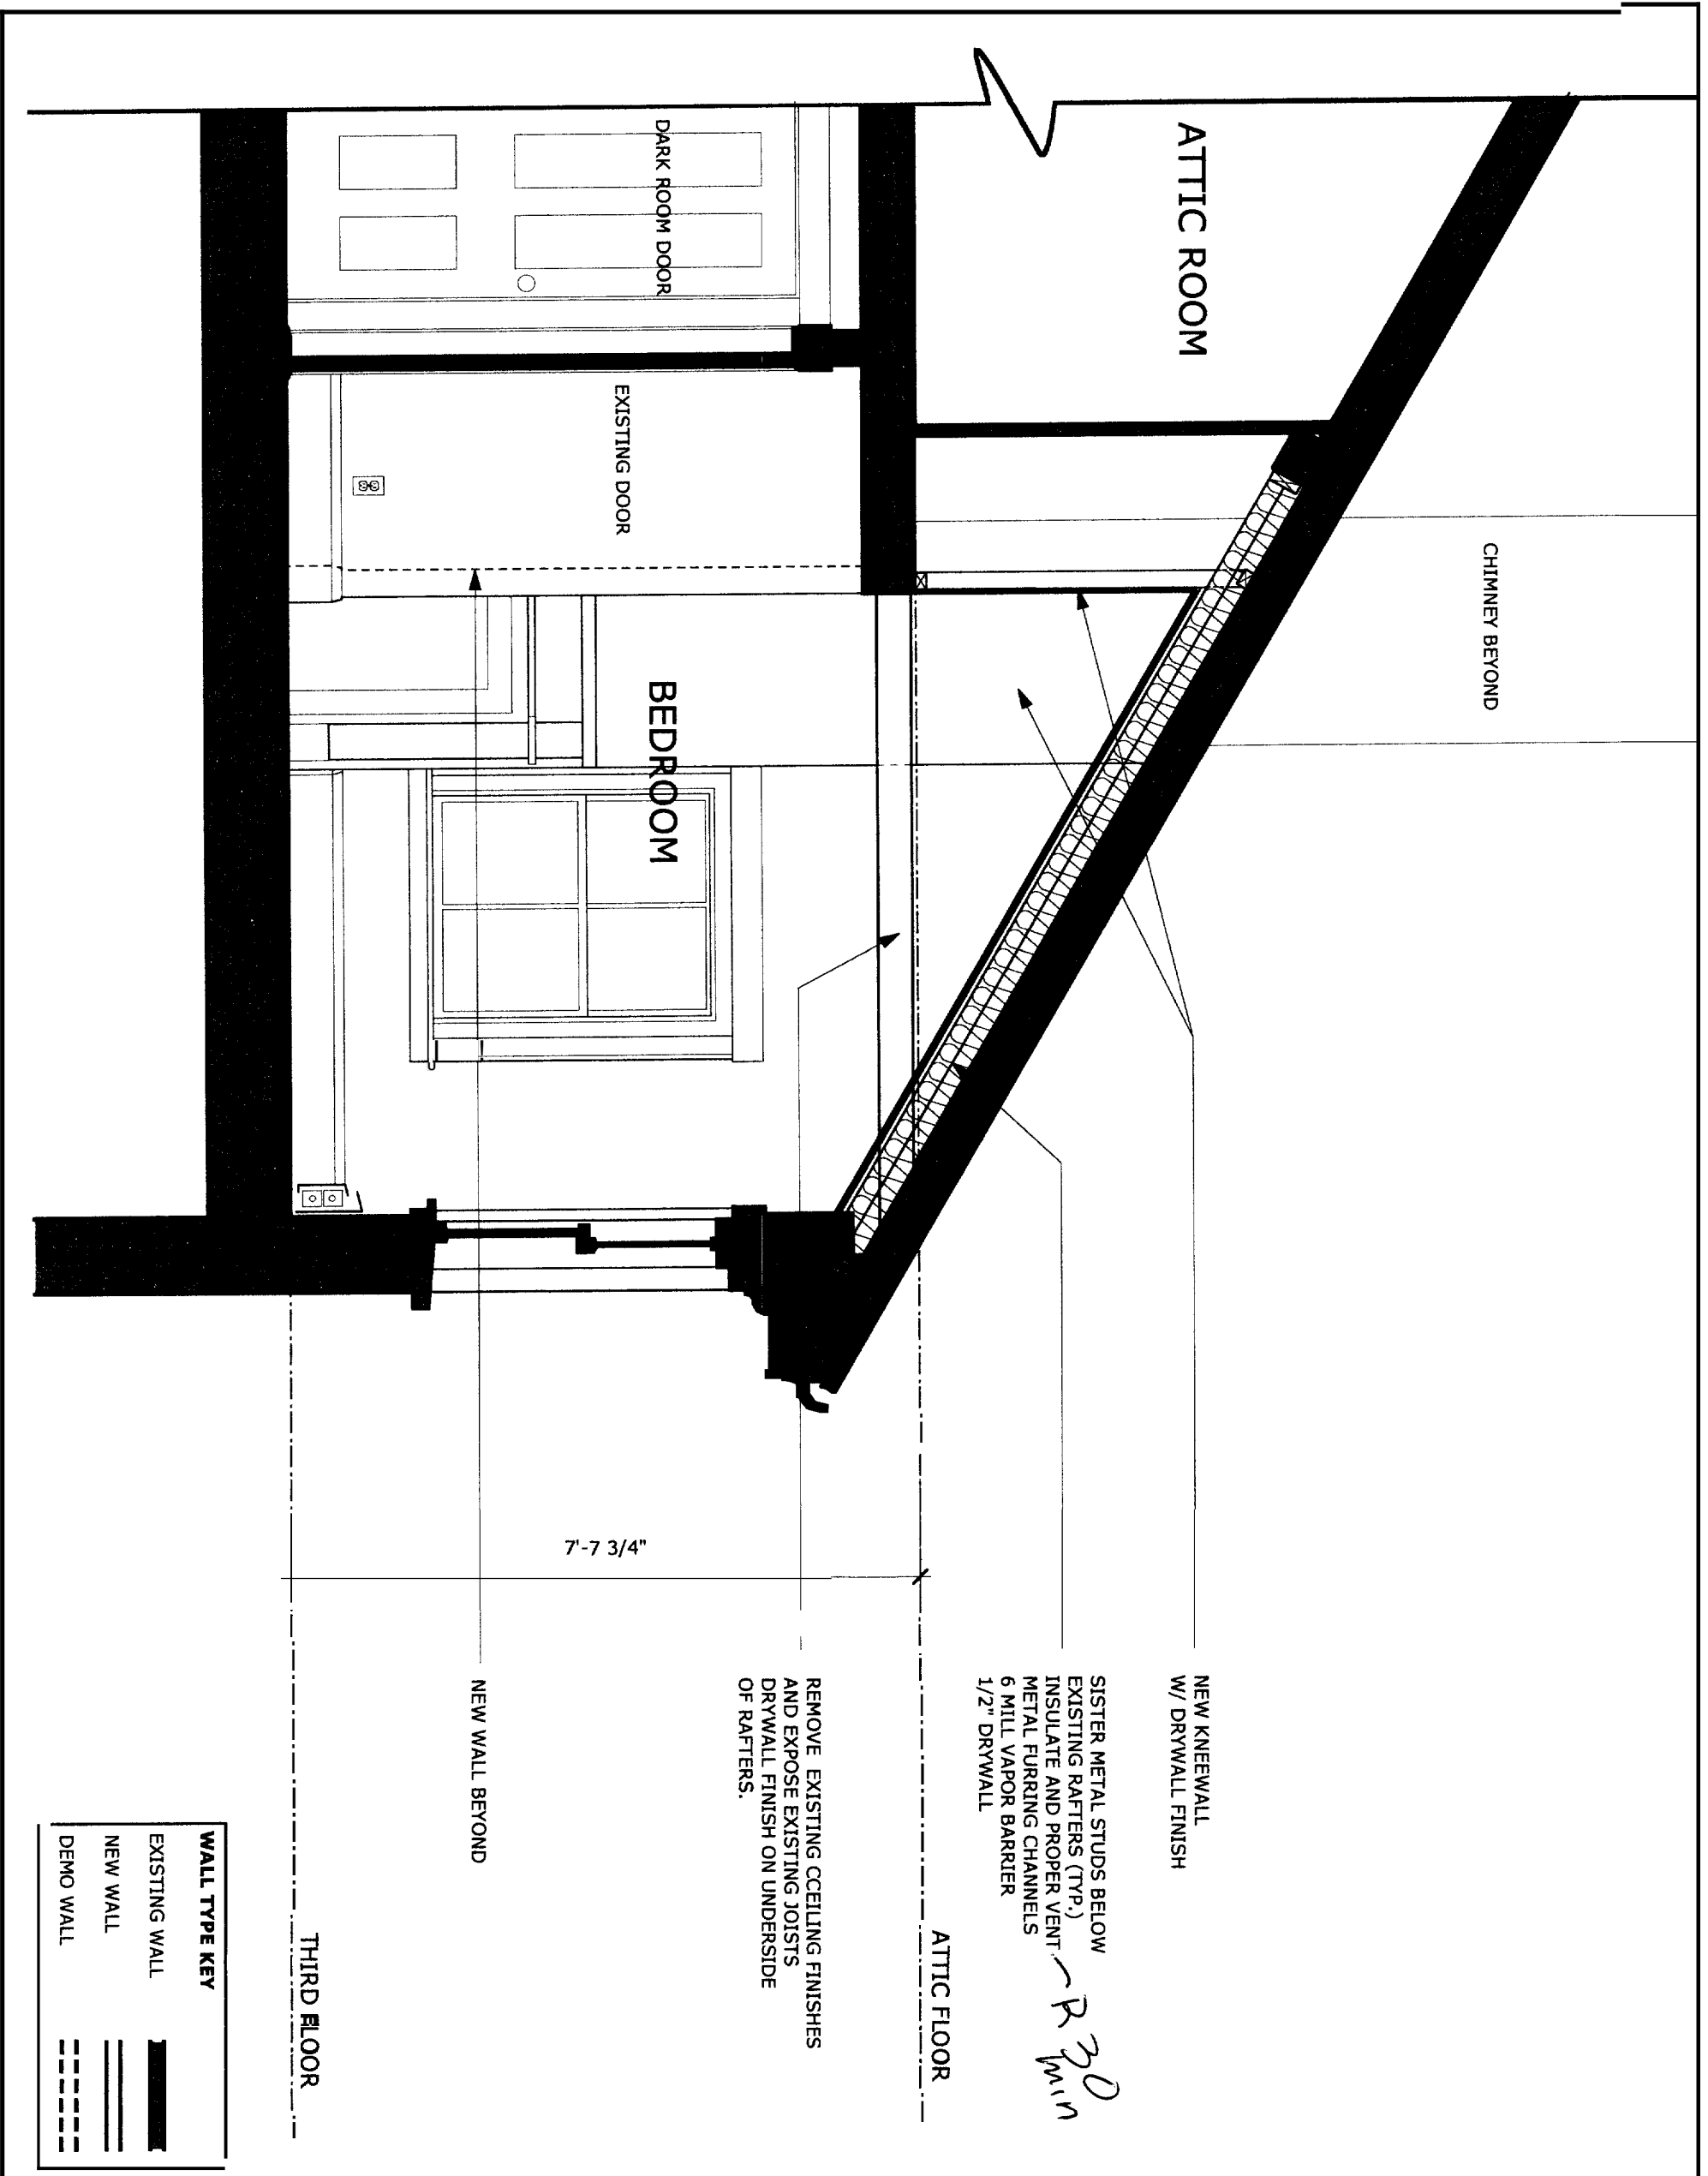 ATTIC ROOM
CHIMNEY BEYOND
DARK ROOM DOOR
EXISTING DOOR
BEDROOM
NEW KNEEWALL
W/ DRYWALL FINISH
SISTER METAL STUDS BELOW
EXISTING RAFTERS (TYP.)
INSULATE AND PROPER VENT
METAL FURRING CHANNELS
6 MILL VAPOR BARRIER
1/2" DRYWALL
R 30
min
ATTIC FLOOR
7'-7 3/4"
REMOVE EXISTING CCEILING FINISHES
AND EXPOSE EXISTING JOISTS
DRYWALL FINISH ON UNDERSIDE
OF RAFTERS.
NEW WALL BEYOND
THIRD FLOOR
WALL TYPE KEY
EXISTING WALL
NEW WALL
DEMO WALL